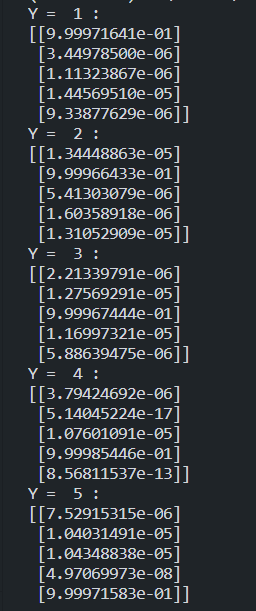 Y =  1 :
[[9.99971641e-01]
 [3.44978500e-06]
 [1.11323867e-06]
 [1.44569510e-05]
 [9.33877629e-06]]
Y =  2 :
[[1.34448863e-05]
 [9.99966433e-01]
 [5.41303079e-06]
 [1.60358918e-06]
 [1.31052909e-05]]
Y =  3 :
[[2.21339791e-06]
 [1.27569291e-05]
 [9.99967444e-01]
 [1.16997321e-05]
 [5.88639475e-06]]
Y =  4 :
[[3.79424692e-06]
 [5.14045224e-17]
 [1.07601091e-05]
 [9.99985446e-01]
 [8.56811537e-13]]
Y =  5 :
[[7.52915315e-06]
 [1.04031491e-05]
 [1.04348838e-05]
 [4.97069973e-08]
 [9.99971583e-01]]